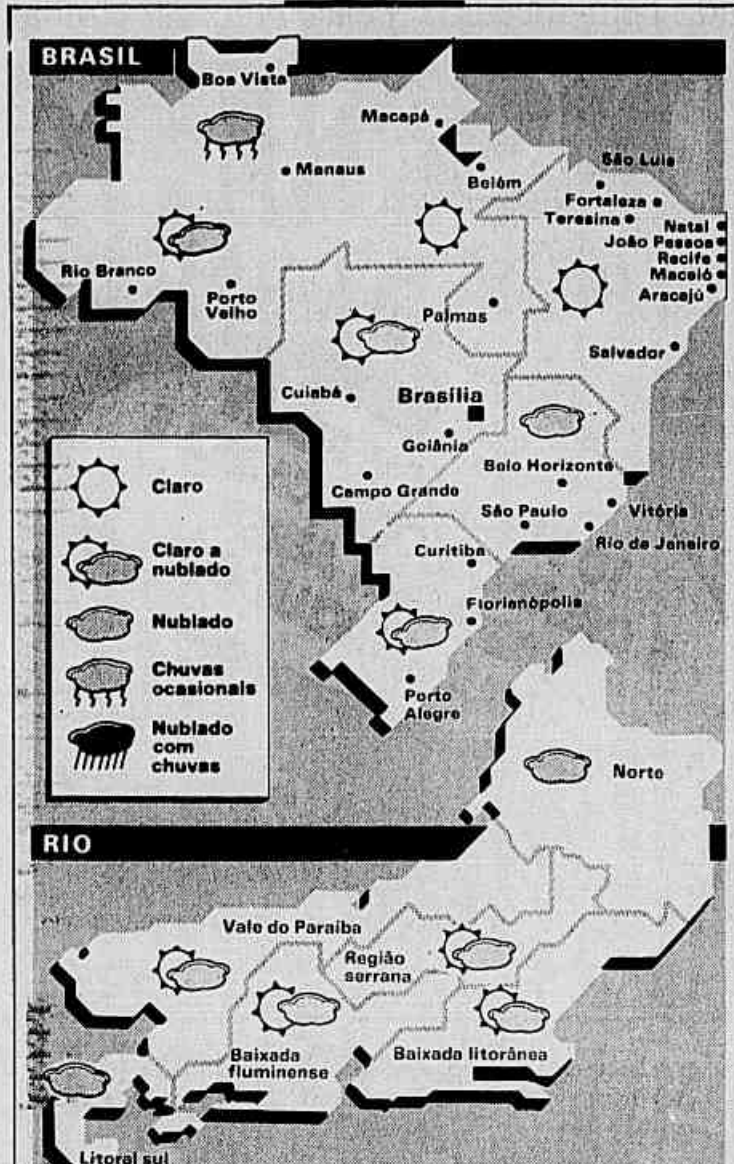 BRASIL
Boa Vista
Macapá
Manaus
Belém
São Luis
Fortaleza
Teresina
Natal
João Pessoa
Recife
Maceió
Aracajú
Rio Branco
Porto
Velho
Palmas
Salvador
Cuiabá
Brasília
Goiânia
Belo Horizonte
Campo Grande
São Paulo
Vitória
Rio de Janeiro
Curitiba
Florianópolis
Porto
Alegre
Claro
Claro a
nublado
Nublado
Chuvas
ocasionais
Nublado
com
chuvas
Norte
RIO
Vale do Paraíba
Região
serrana
Baixada
fluminense
Baixada litorânea
Litoral sul